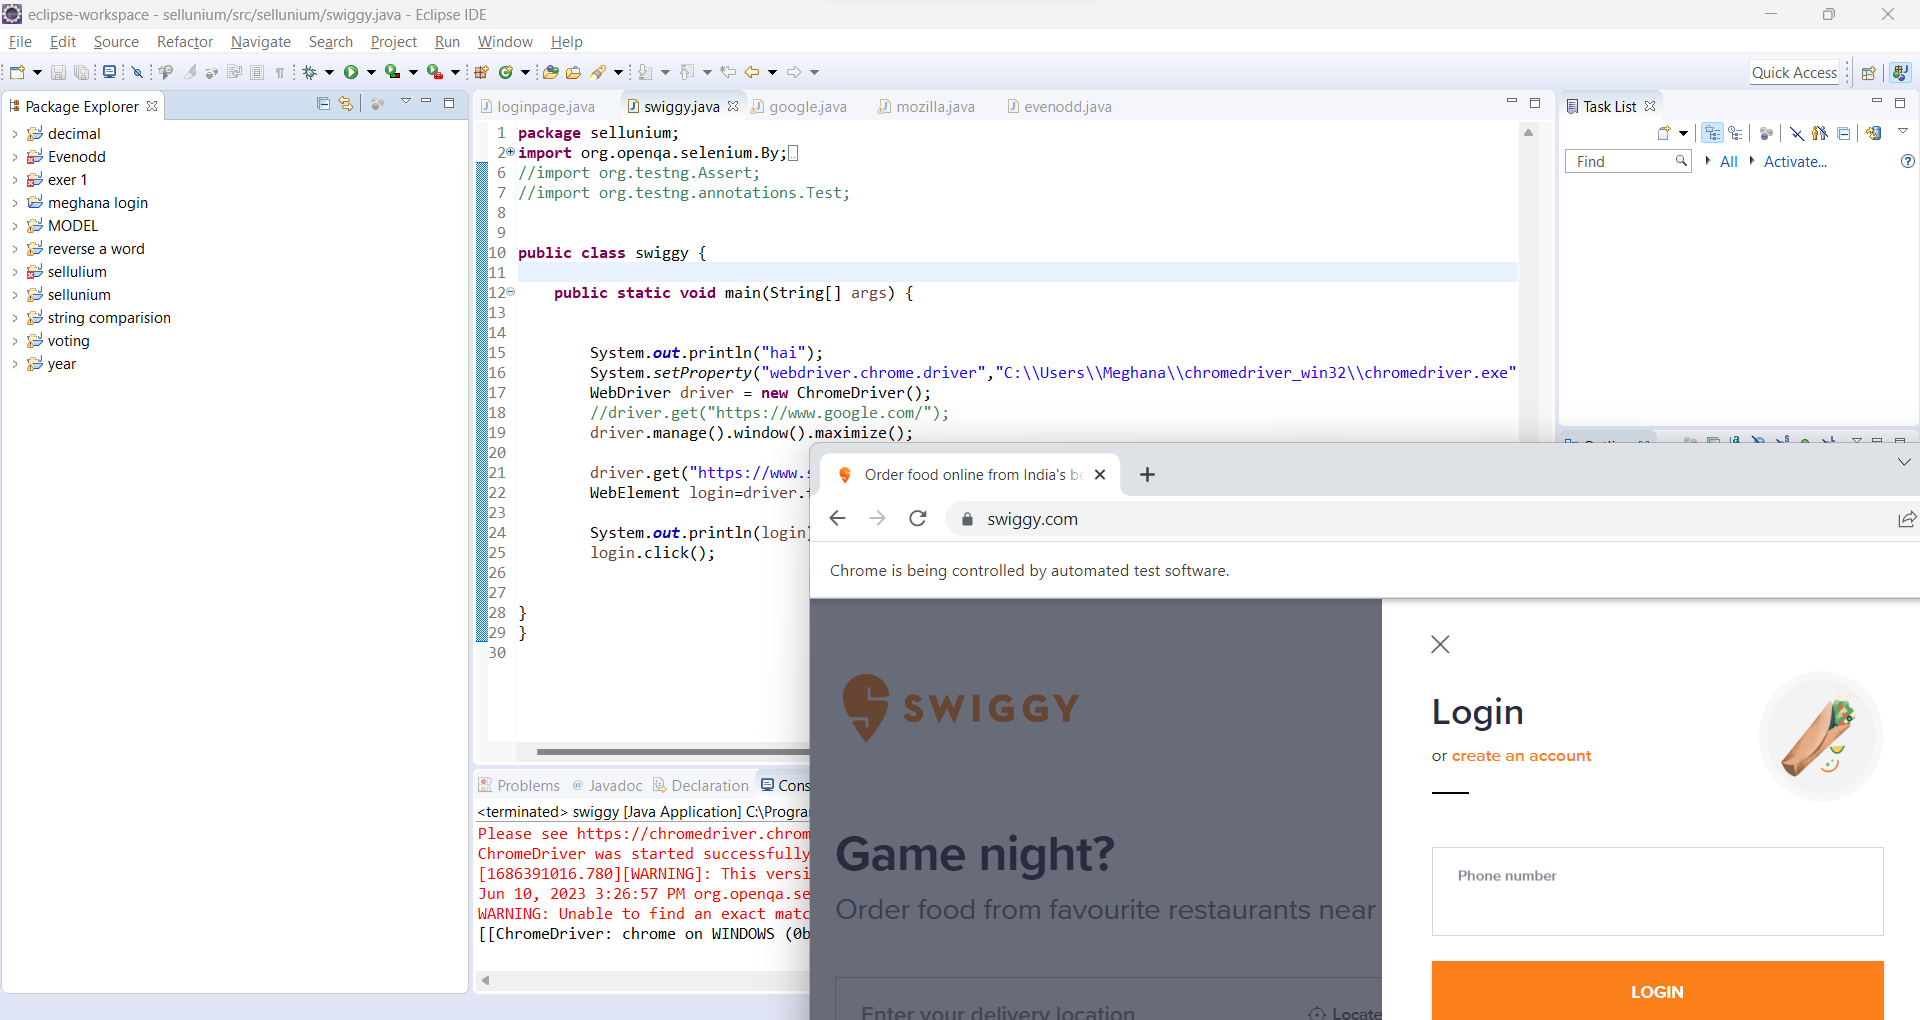 eclipse-workspace - sellunium/src/sellunium/swiggy.java - Eclipse IDE
File Edit Source Refactor Navigate Search Project Run Window Help
Quick Access
Package Explorer
decimal
Evenodd
exer 1
meghana login
MODEL
reverse a word
sellulium
sellunium
string comparision
voting
year
loginpage.java swiggy.java google.java mozilla.java evenodd.java
1 package sellunium;
2 import org.openqa.selenium.By;
6 //import org.testng.Assert;
7 //import org.testng.annotations.Test;
8
9
10 public class swiggy {
11
12 public static void main(String[] args) {
13
14
15 System.out.println("hai");
16 System.setProperty("webdriver.chrome.driver","C:\\Users\\Meghana\\chromedriver_win32\\chromedriver.exe"
17 WebDriver driver = new ChromeDriver();
18 //driver.get("https://www.google.com/");
19 driver.manage().window().maximize();
20
21 driver.get("https://www.s
22 WebElement login=driver.f
23
24 System.out.println(login)
25 login.click();
26
27
28 }
29 }
30
Task List
Find All Activate...
Problems Javadoc Declaration Cons
<terminated> swiggy [Java Application] C:\Progra
Please see https://chromedriver.chrom
ChromeDriver was started successfully
[1686391016.780][WARNING]: This versi
Jun 10, 2023 3:26:57 PM org.openqa.se
WARNING: Unable to find an exact matc
[[ChromeDriver: chrome on WINDOWS (0b
Order food online from India's be
swiggy.com
Chrome is being controlled by automated test software.
SWIGGY
Game night?
Order food from favourite restaurants near
Enter your delivery location
Locate
Login
or create an account
Phone number
LOGIN